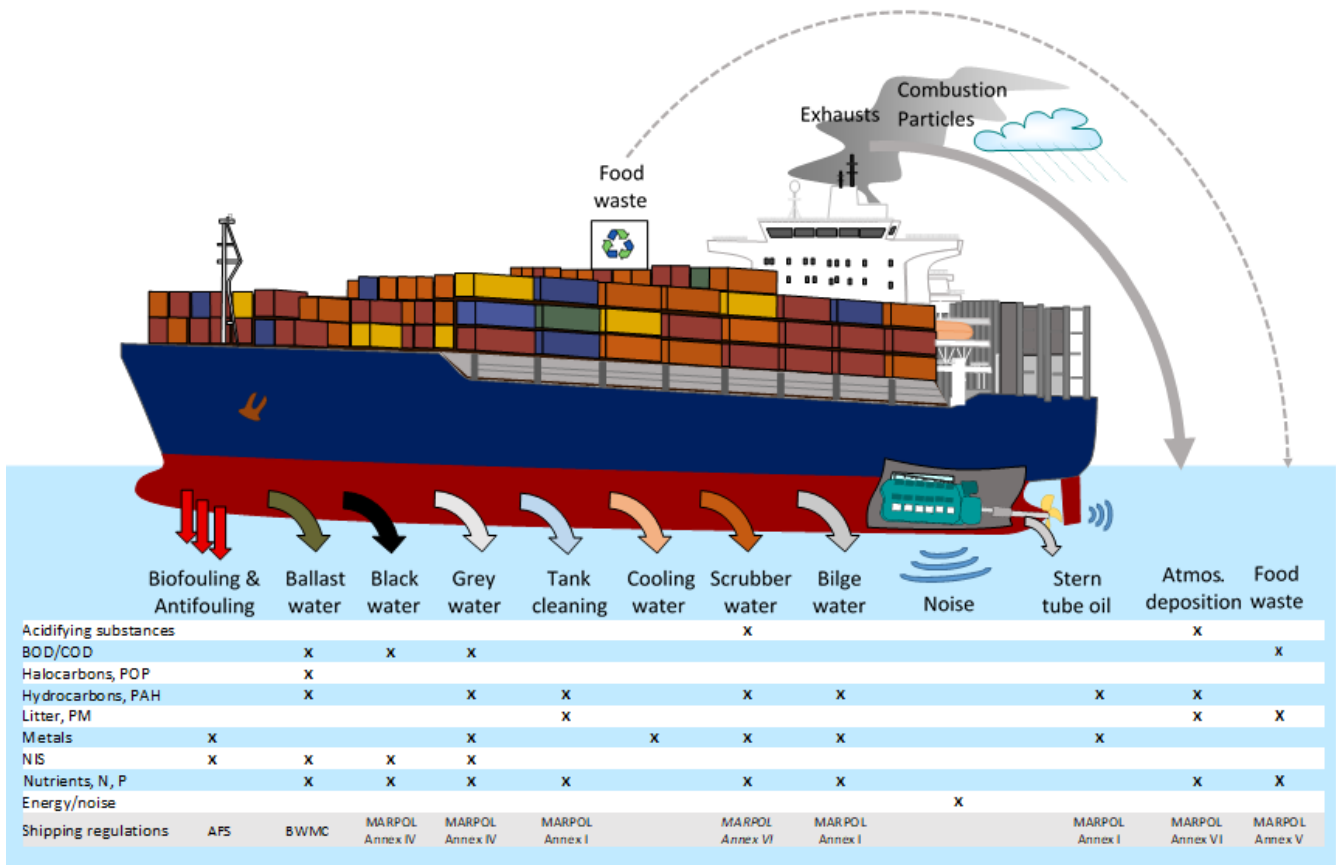 Combustion
Exhausts Particles
Food
waste
Biofouling & Ballast Black Grey Tank Cooling Scrubber Bilge Stern Atmos. Food
Antifouling water water water cleaning water water water Noise tube oil deposition waste
Acidifying substances x x
BOD/COD x x x x
Halocarbons, POP x
Hydrocarbons, PAH x x x x x x x
Litter, PM x x x
Metals x x x x x x
NIS x x x x
Nutrients, N, P x x x x x x x x
Energy/noise x
Shipping regulations AFS BWMC MARPOL Annex IV MARPOL Annex IV MARPOL Annex I MARPOL Annex VI MARPOL Annex I MARPOL Annex I MARPOL Annex VI MARPOL Annex V